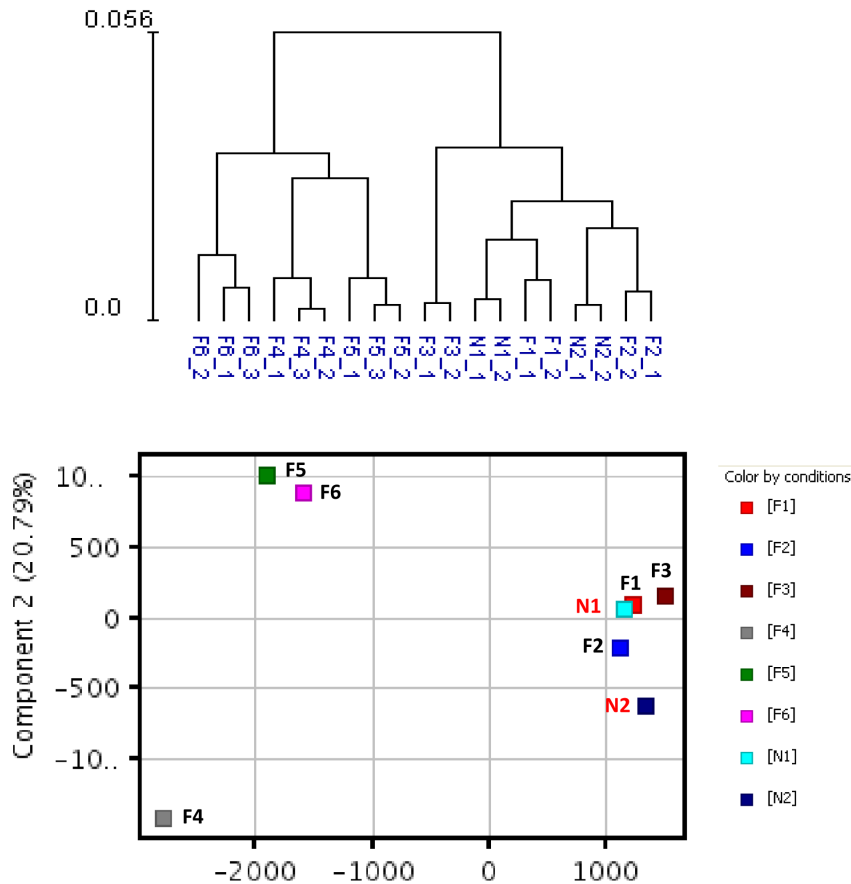 0.056
0.0
F6_2
F6_1
F6_3
F4_1
F4_3
F4_2
F5_1
F5_3
F5_2
F3_1
F3_2
N1_1
N1_2
F1_1
F1_2
N2_1
N2_2
F2_2
F2_1
Component 2 (20.79%)
10..
500
0
-500
-10..
F5
F6
F3
F1
N1
F2
N2
F4
-2000 -1000 0 1000
Color by conditions
[F1]
[F2]
[F3]
[F4]
[F5]
[F6]
[N1]
[N2]